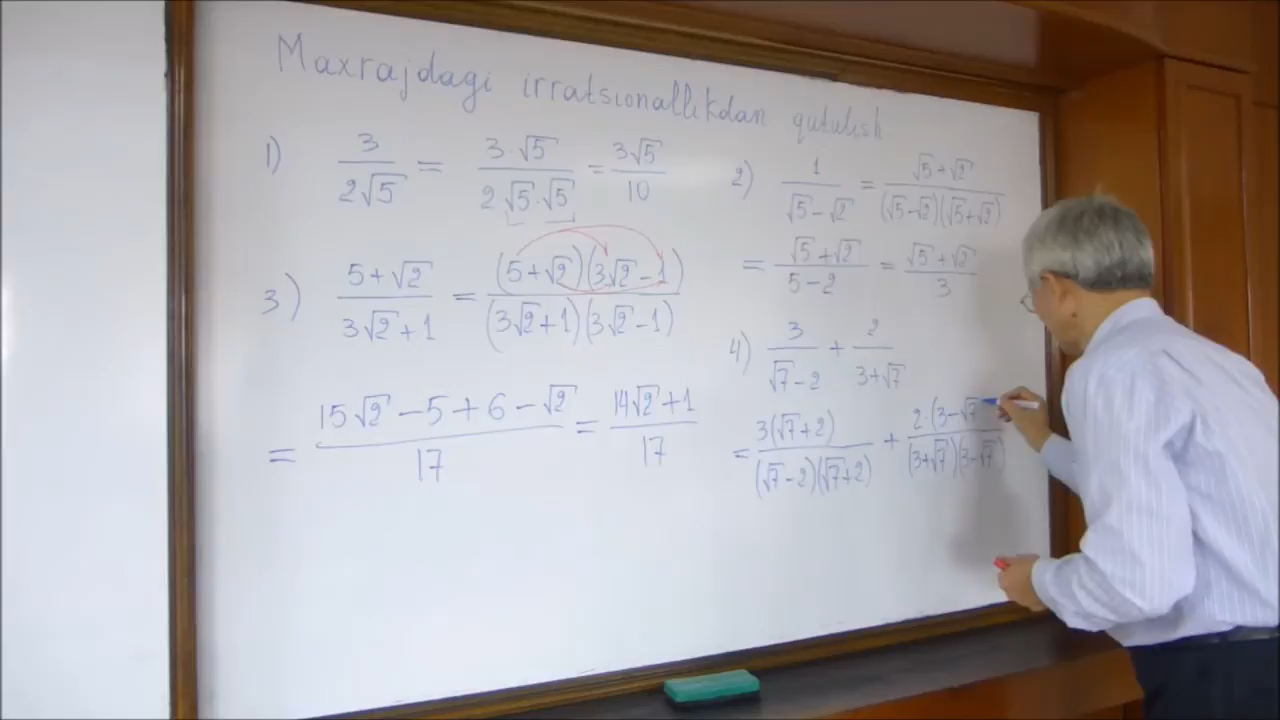 Maxrajdagi irratsionallikdan qutulish
1) 3/(2√5) = (3·√5)/(2√5·√5) = 3√5/10
2) 1/(√5-√2) = (√5+√2)/((√5-√2)(√5+√2))
= (√5+√2)/(5-2) = (√5+√2)/3
3) (5+√2)/(3√2+1) = ((5+√2)(3√2-1))/((3√2+1)(3√2-1))
= (15√2-5+6-√2)/17 = (14√2+1)/17
4) 3/(√7-2) + 2/(3+√7)
= 3(√7+2)/((√7-2)(√7+2)) + 2·(3-√7/((3+√7)(3-√7))